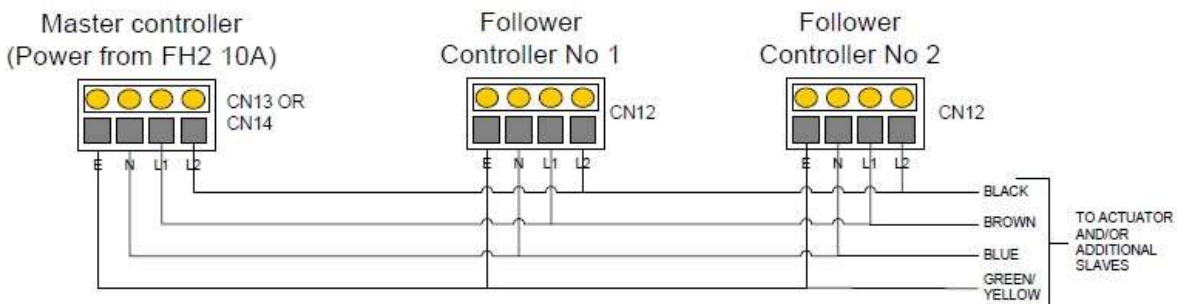 Master controller
(Power from FH2 10A)
CN13 OR
CN14
E N L1 L2
Follower
Controller No 1
CN12
E N L1 L2
Follower
Controller No 2
CN12
E N L1 L2
BLACK
BROWN
BLUE
GREEN/
YELLOW
TO ACTUATOR
AND/OR
ADDITIONAL
SLAVES